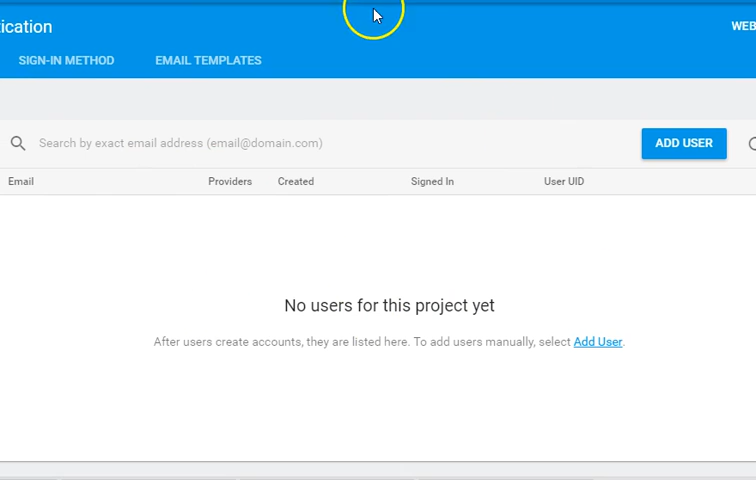 ication
WEB
SIGN-IN METHOD EMAIL TEMPLATES
Search by exact email address (email@domain.com)
ADD USER
Email Providers Created Signed In User UID
No users for this project yet
After users create accounts, they are listed here. To add users manually, select Add User.